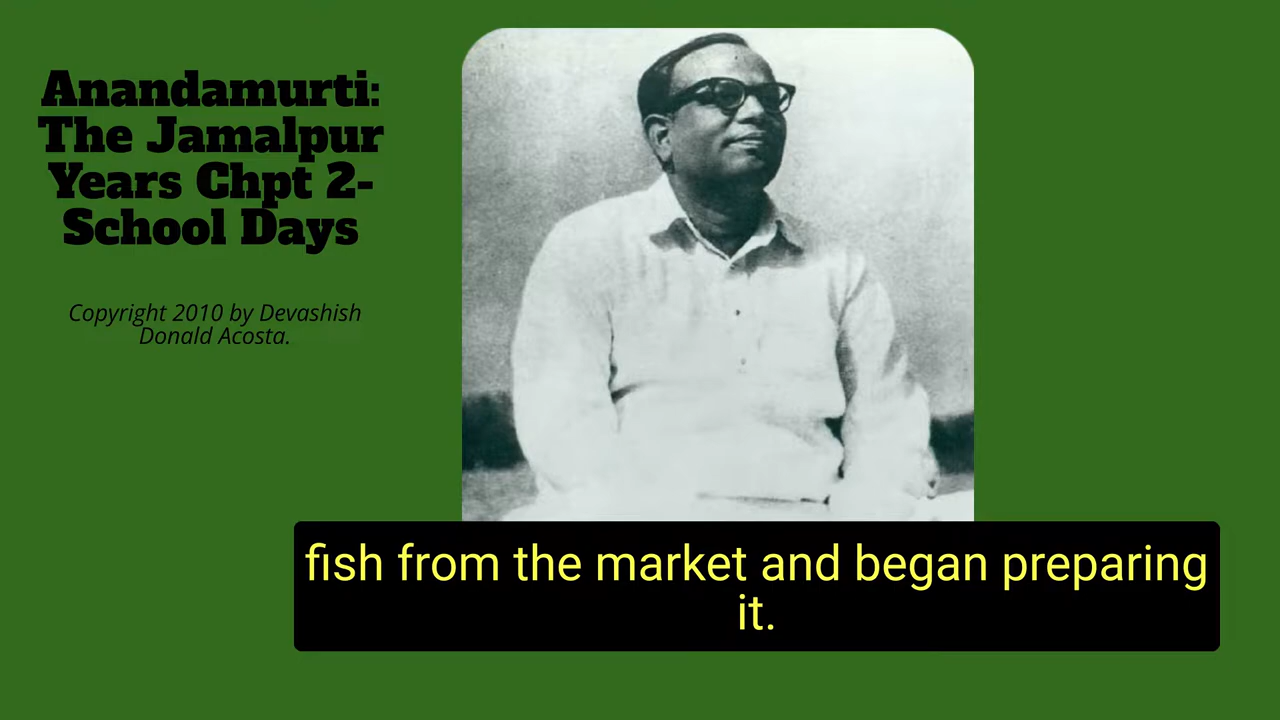 Anandamurti:
The Jamalpur
Years Chpt 2-
School Days
Copyright 2010 by Devashish
Donald Acosta.
fish from the market and began preparing
it.